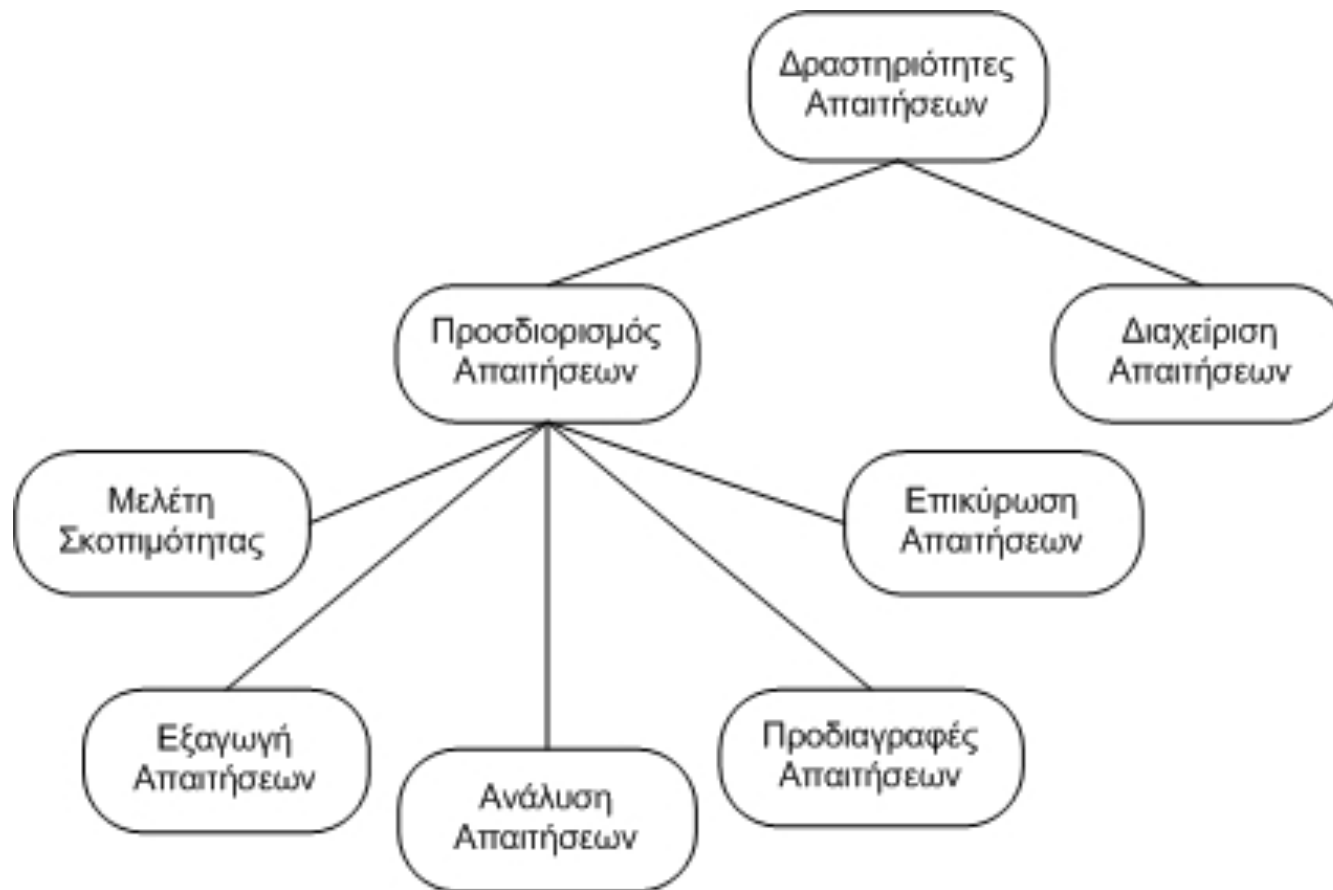 Δραστηριότητες
Απαιτήσεων
Προσδιορισμός
Απαιτήσεων
Διαχείριση
Απαιτήσεων
Μελέτη
Σκοπιμότητας
Επικύρωση
Απαιτήσεων
Εξαγωγή
Απαιτήσεων
Ανάλυση
Απαιτήσεων
Προδιαγραφές
Απαιτήσεων